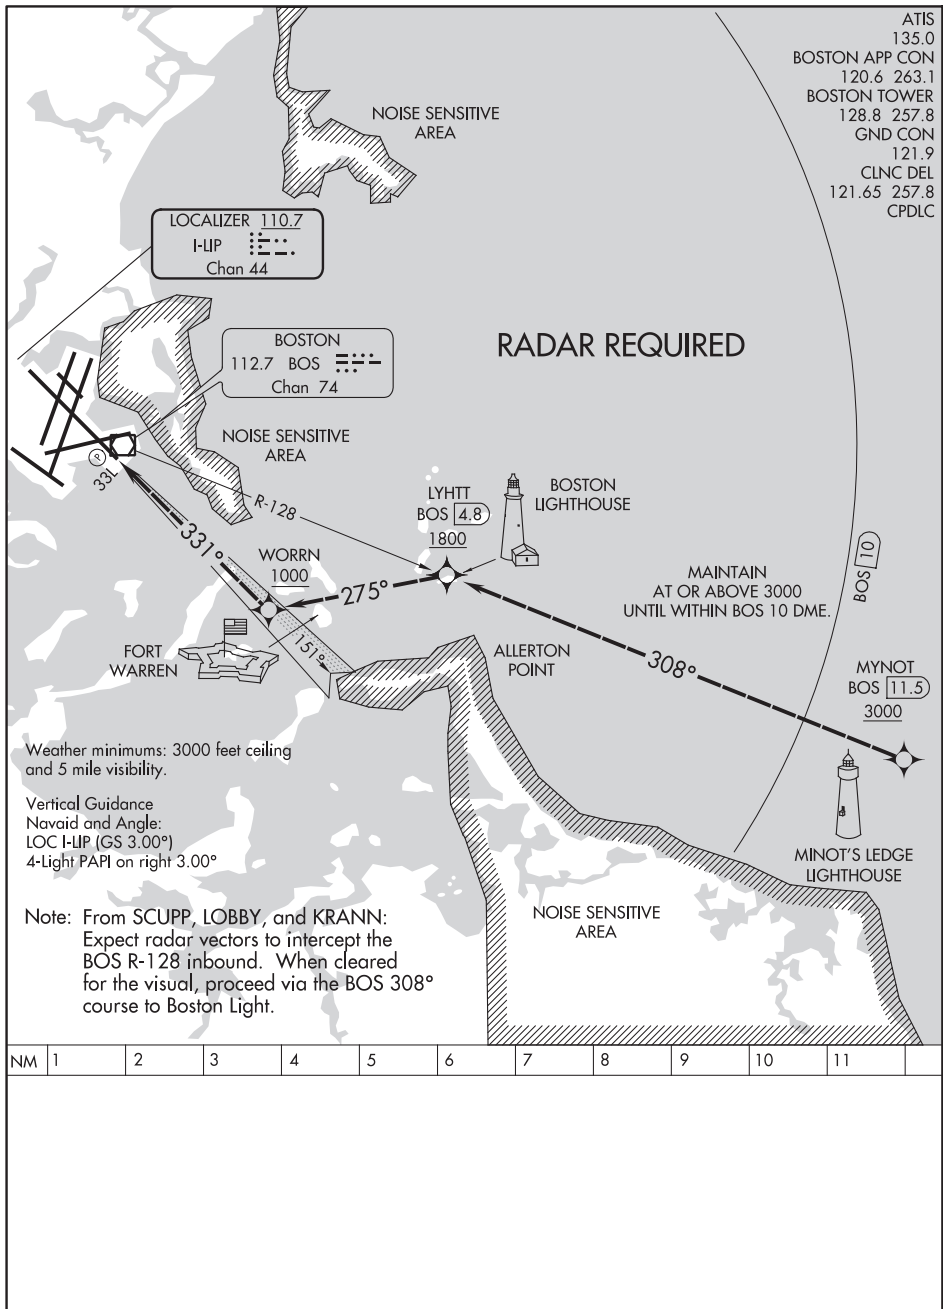 ATIS
135.0
BOSTON APP CON
120.6 263.1
BOSTON TOWER
128.8 257.8
GND CON
121.9
CLNC DEL
121.65 257.8
CPDLC
NOISE SENSITIVE
AREA
LOCALIZER 110.7
I-LIP
Chan 44
RADAR REQUIRED
BOSTON
112.7 BOS
Chan 74
NOISE SENSITIVE
AREA
P
33L
R-128
LYHTT
BOS 4.8
1800
BOSTON
LIGHTHOUSE
BOS 10
331°
WORRN
1000
275°
MAINTAIN
AT OR ABOVE 3000
UNTIL WITHIN BOS 10 DME.
FORT
WARREN
151°
ALLERTON
POINT
308°
MYNOT
BOS 11.5
3000
Weather minimums: 3000 feet ceiling
and 5 mile visibility.
Vertical Guidance
Navaid and Angle:
LOC I-LIP (GS 3.00°)
4-Light PAPI on right 3.00°
MINOT'S LEDGE
LIGHTHOUSE
NOISE SENSITIVE
AREA
Note: From SCUPP, LOBBY, and KRANN:
Expect radar vectors to intercept the
BOS R-128 inbound. When cleared
for the visual, proceed via the BOS 308°
course to Boston Light.
NM 1 2 3 4 5 6 7 8 9 10 11